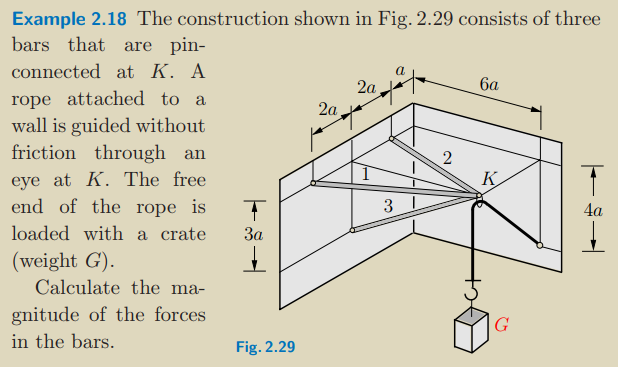 Example 2.18 The construction shown in Fig. 2.29 consists of three
bars that are pin-
connected at K. A
rope attached to a
wall is guided without
friction through an
eye at K. The free
end of the rope is
loaded with a crate
(weight G).
Calculate the ma-
gnitude of the forces
in the bars.
a
2a
6a
2a
2
K
1
3
4a
3a
G
Fig. 2.29